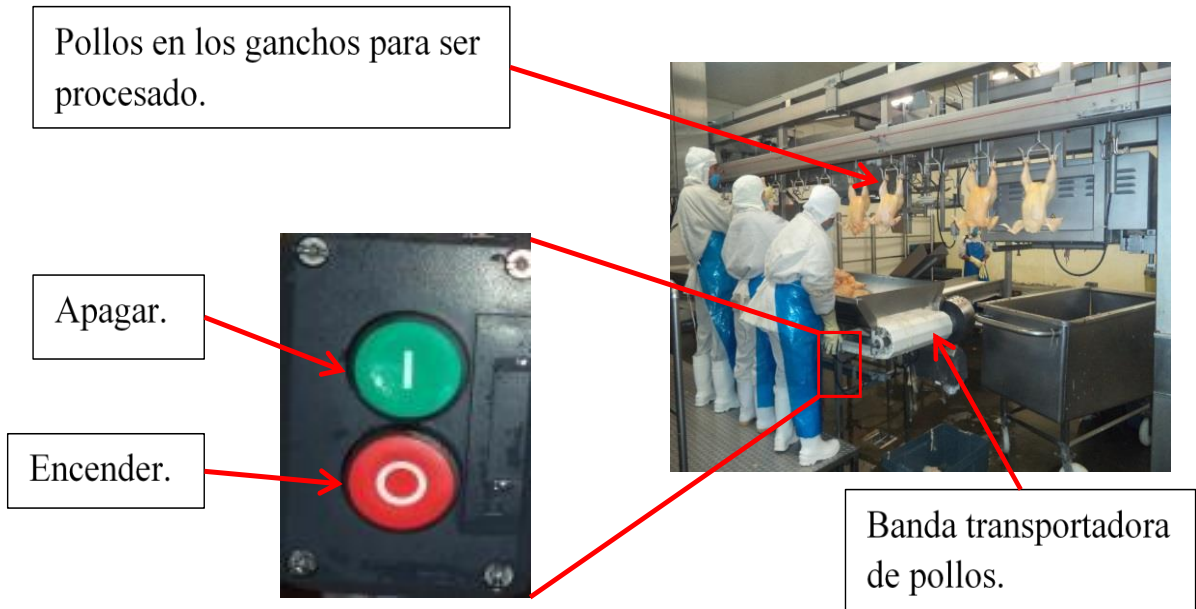 Pollos en los ganchos para ser
procesado.
Apagar.
I
Encender.
O
Banda transportadora
de pollos.